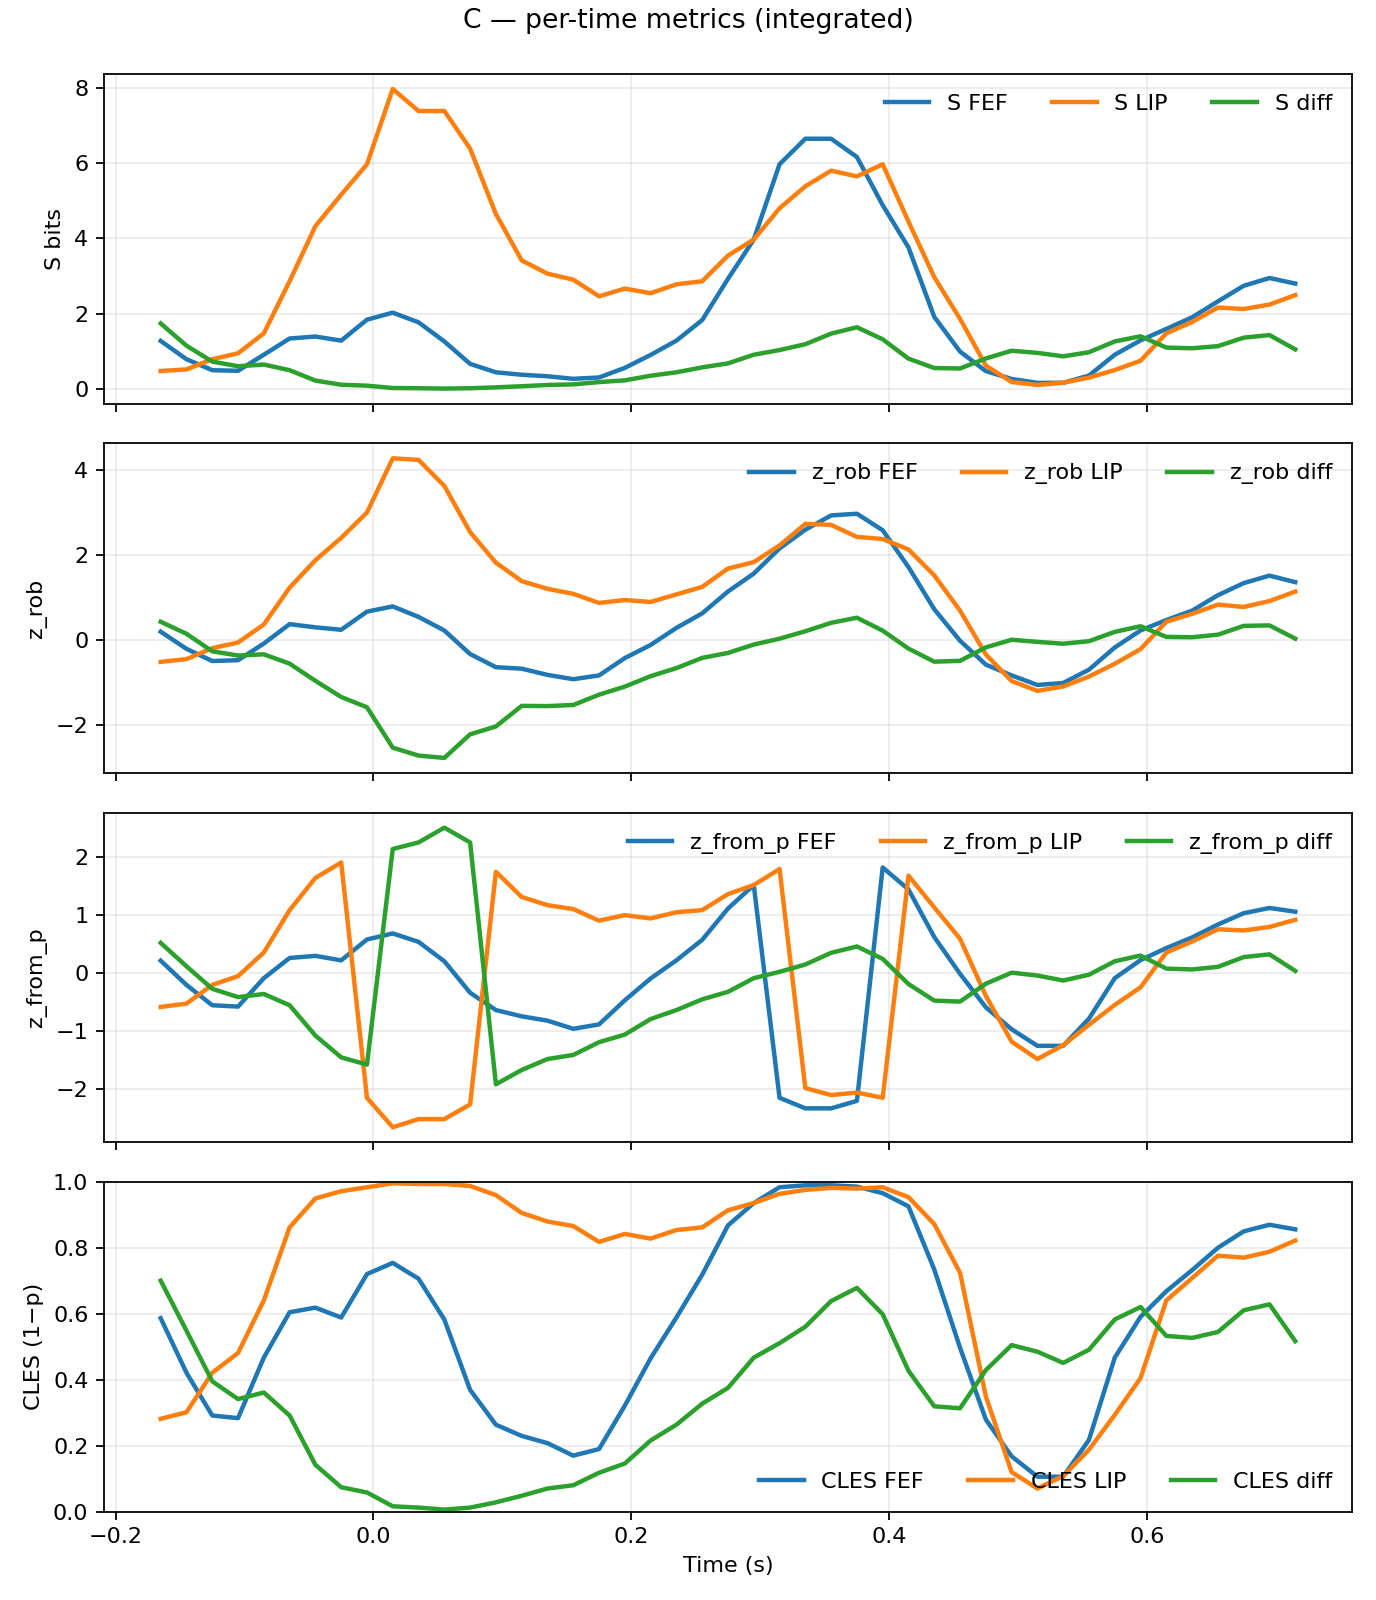 C — per-time metrics (integrated)
8
6
4
2
0
S bits
S FEF
S LIP
S diff
4
2
0
−2
z_rob
z_rob FEF
z_rob LIP
z_rob diff
2
1
0
−1
−2
z_from_p
z_from_p FEF
z_from_p LIP
z_from_p diff
1.0
0.8
0.6
0.4
0.2
0.0
CLES (1−p)
CLES FEF
CLES LIP
CLES diff
−0.2
0.0
0.2
0.4
0.6
Time (s)